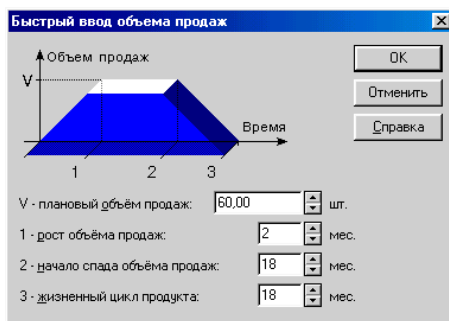 Быстрый ввод объема продаж
Объем продаж
OK
V
Отменить
Время
Справка
1 2 3
V - плановый объём продаж: 60,00 шт.
1 - рост объёма продаж: 2 мес.
2 - начало спада объёма продаж: 18 мес.
3 - жизненный цикл продукта: 18 мес.